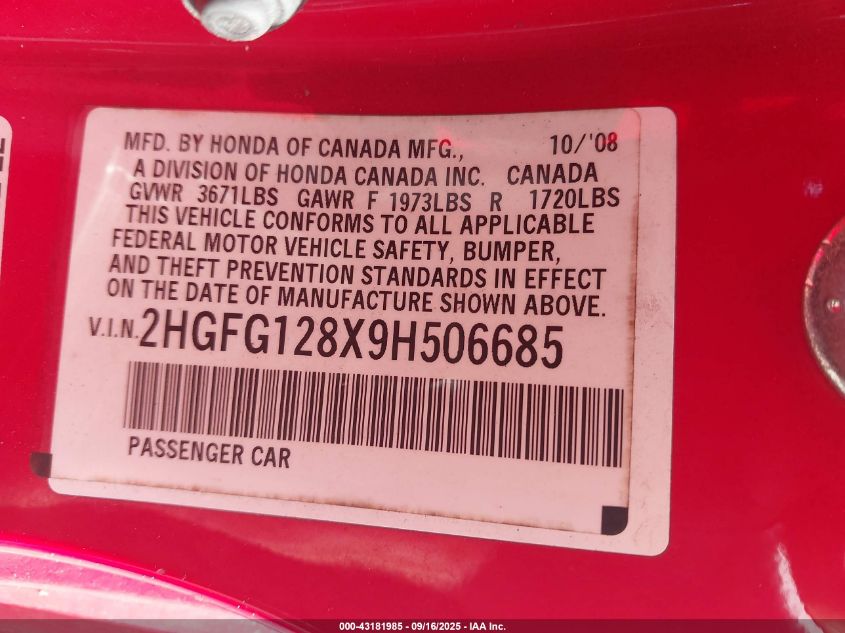 MFD. BY HONDA OF CANADA MFG., 10/'08
A DIVISION OF HONDA CANADA INC. CANADA
GVWR 3671LBS GAWR F 1973LBS R 1720LBS
THIS VEHICLE CONFORMS TO ALL APPLICABLE
FEDERAL MOTOR VEHICLE SAFETY, BUMPER,
AND THEFT PREVENTION STANDARDS IN EFFECT
ON THE DATE OF MANUFACTURE SHOWN ABOVE.
V.I.N. 2HGFG128X9H506685
PASSENGER CAR
000-43181985 - 09/16/2025 - IAA Inc.